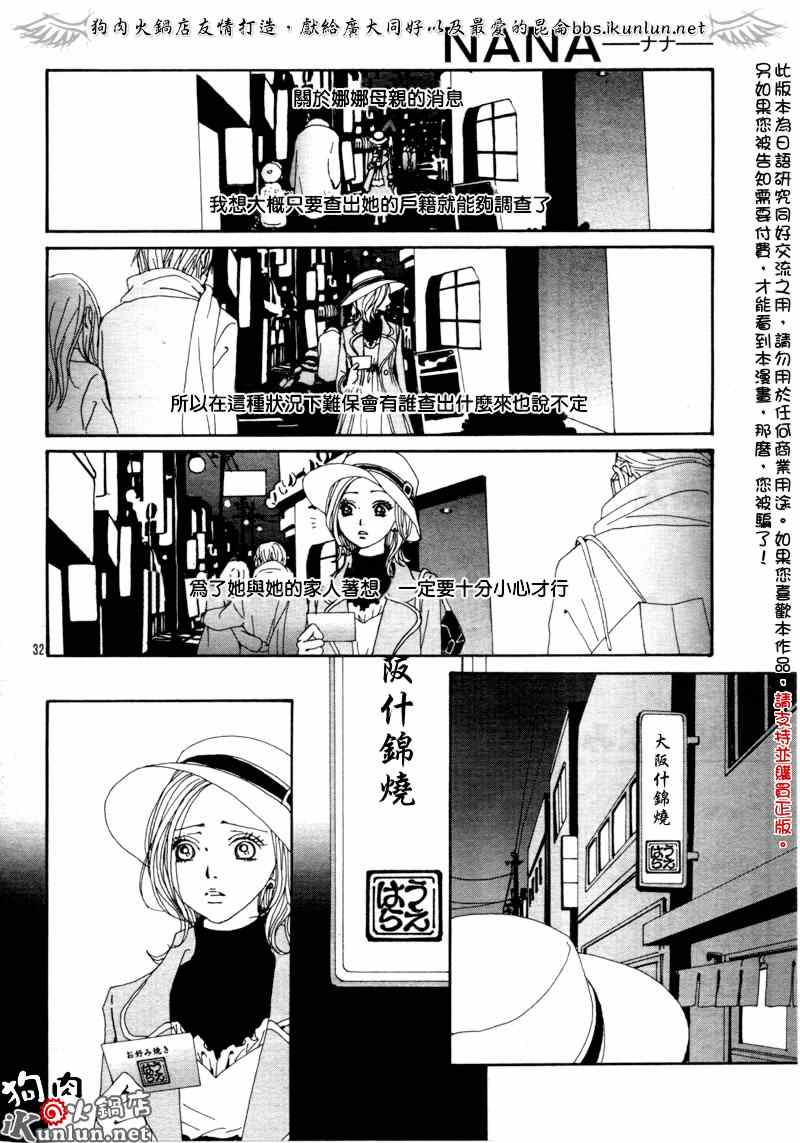 狗肉火鍋店友情打造，獻給廣大同好以及最愛的昆侖bbs.ikunlun.net
NANA—ナナ—
此版本為日語研究同好交流之用，請勿用於任何商業用途。如果您喜歡本作品。請支持並購買正版。
另如果您被告知需要付費，才能看到本漫畫，那麼，您被騙了！
關於娜娜母親的消息
我想大概只要查出她的戶籍就能夠調查了
所以在這種狀況下難保會有誰查出什麼來也說不定
為了她與她的家人著想 一定要十分小心才行
32
大阪什錦燒
うえはら
阪什錦燒
うえはら
お好み焼き
うえはら
狗肉
火鍋店
iKunlun.net